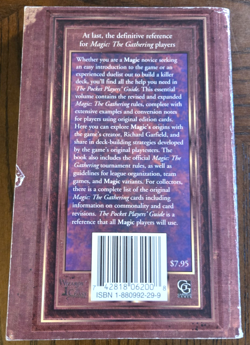 At last, the definitive reference
for Magic: The Gathering players
Whether you are a Magic novice seeking
an easy introduction to the game or an
experienced duelist out to build a killer
deck, you'll find all the help you need in
The Pocket Players' Guide. This essential
volume contains the revised and expanded
Magic: The Gathering rules, complete with
extensive examples and conversion notes
for players using original edition cards.
Here you can explore Magic's origins with
the game's creator, Richard Garfield, and
share in deck-building strategies developed
by the game's original playtesters. The
book also includes the official Magic: The
Gathering tournament rules, as well as
guidelines for league organization, team
games, and Magic variants. For collectors,
there is a complete list of the original
Magic: The Gathering cards including
information on commonality and card
revisions. The Pocket Players' Guide is a
reference that all Magic players will use.
$7.95
42818 06200
ISBN 1-880992-29-9